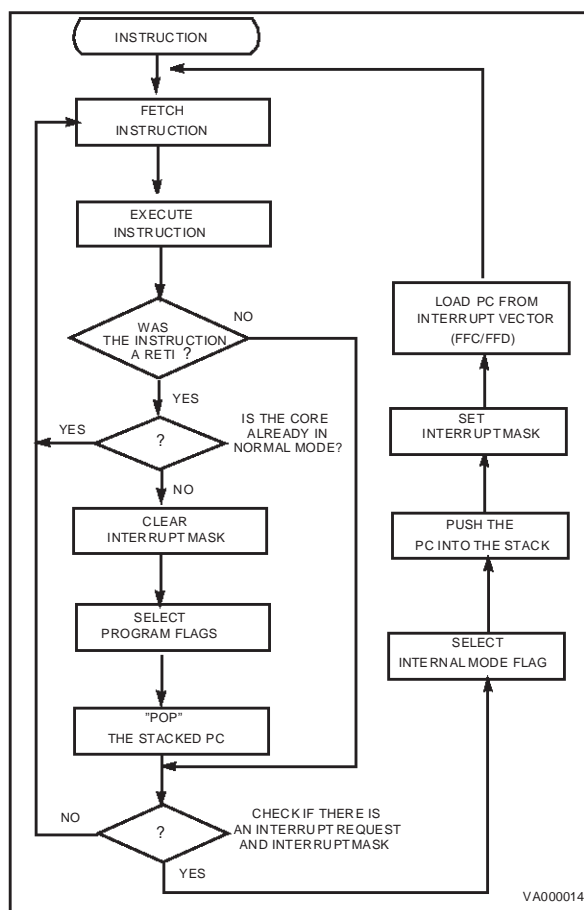 INSTRUCTION
FETCH
INSTRUCTION
EXECUTE
INSTRUCTION
WAS
THE INSTRUCTION
A RETI ?
NO
YES
?
IS THE CORE
ALREADY IN
NORMAL MODE?
YES
NO
CLEAR
INTERRUPT MASK
SELECT
PROGRAM FLAGS
"POP"
THE STACKED PC
?
CHECK IF THERE IS
AN INTERRUPT REQUEST
AND INTERRUPT MASK
NO
YES
LOAD PC FROM
INTERRUPT VECTOR
(FFC/FFD)
SET
INTERRUPT MASK
PUSH THE
PC INTO THE STACK
SELECT
INTERNAL MODE FLAG
VA000014